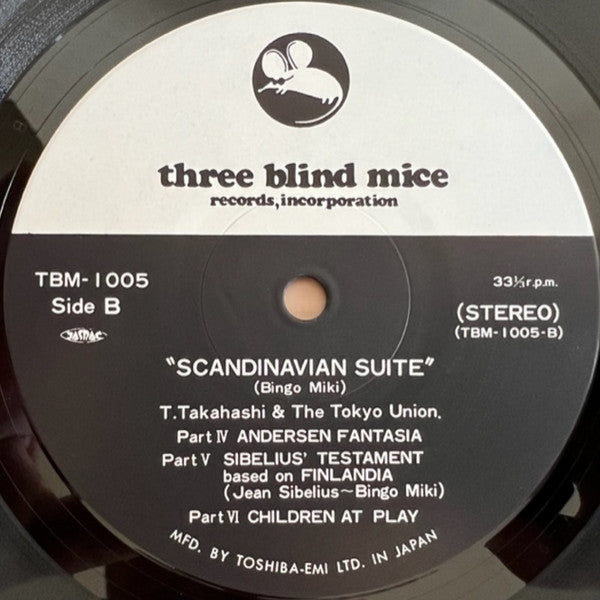 three blind mice
records,incorporation
TBM-1005
Side B
33⅓r.p.m.
(STEREO)
(TBM-1005-B)
JASRAC
"SCANDINAVIAN SUITE"
(Bingo Miki)
T.Takahashi & The Tokyo Union.
Part Ⅳ ANDERSEN FANTASIA
Part Ⅴ SIBELIUS' TESTAMENT
based on FINLANDIA
(Jean Sibelius~Bingo Miki)
Part Ⅵ CHILDREN AT PLAY
MFD. BY TOSHIBA-EMI LTD. IN JAPAN